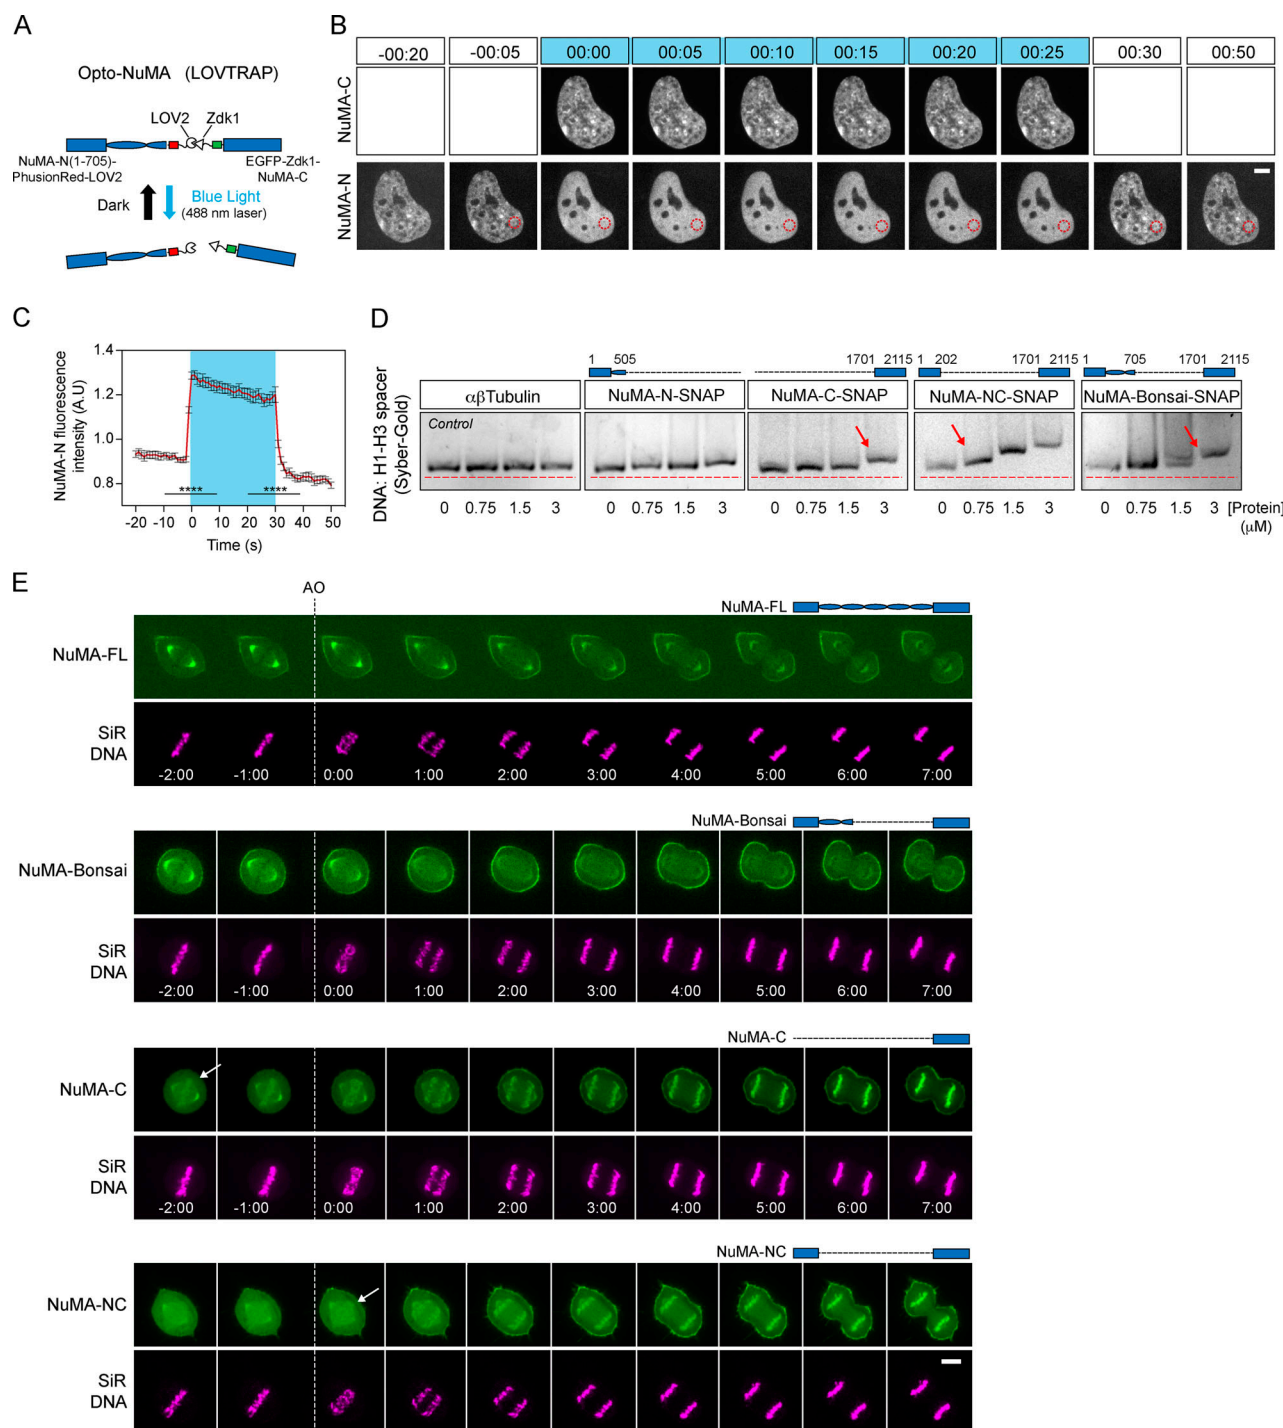 A
Opto-NuMA (LOVTRAP)
LOV2
Zdk1
NuMA-N(1-705)-
PhusionRed-LOV2
EGFP-Zdk1-
NuMA-C
Dark
Blue Light
(488 nm laser)
B
-00:20 -00:05 00:00 00:05 00:10 00:15 00:20 00:25 00:30 00:50
NuMA-C
NuMA-N
C
NuMA-N fluorescence
intensity (A.U)
1.4
1.2
1.0
0.8
**** ****
-20 -10 0 10 20 30 40 50
Time (s)
D
DNA: H1-H3 spacer
(Syber-Gold)
1 505
1701 2115
1 202 1701 2115
1 705 1701 2115
αβTubulin
NuMA-N-SNAP
NuMA-C-SNAP
NuMA-NC-SNAP
NuMA-Bonsai-SNAP
Control
0 0.75 1.5 3
0 0.75 1.5 3
0 0.75 1.5 3
0 0.75 1.5 3
0 0.75 1.5 3
[Protein]
(μM)
E
AO
NuMA-FL
NuMA-FL
SiR
DNA
-2:00 -1:00 0:00 1:00 2:00 3:00 4:00 5:00 6:00 7:00
NuMA-Bonsai
NuMA-Bonsai
SiR
DNA
-2:00 -1:00 0:00 1:00 2:00 3:00 4:00 5:00 6:00 7:00
NuMA-C
NuMA-C
SiR
DNA
-2:00 -1:00 0:00 1:00 2:00 3:00 4:00 5:00 6:00 7:00
NuMA-NC
NuMA-NC
SiR
DNA